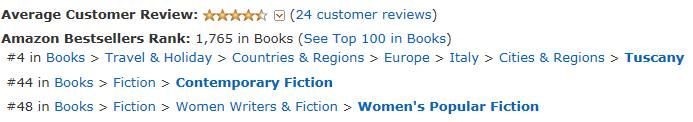 Average Customer Review: (24 customer reviews)
Amazon Bestsellers Rank: 1,765 in Books (See Top 100 in Books)
#4 in Books > Travel & Holiday > Countries & Regions > Europe > Italy > Cities & Regions > Tuscany
#44 in Books > Fiction > Contemporary Fiction
#48 in Books > Fiction > Women Writers & Fiction > Women's Popular Fiction